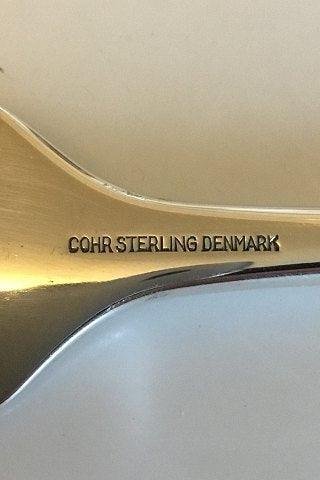 COHR STERLING DENMARK